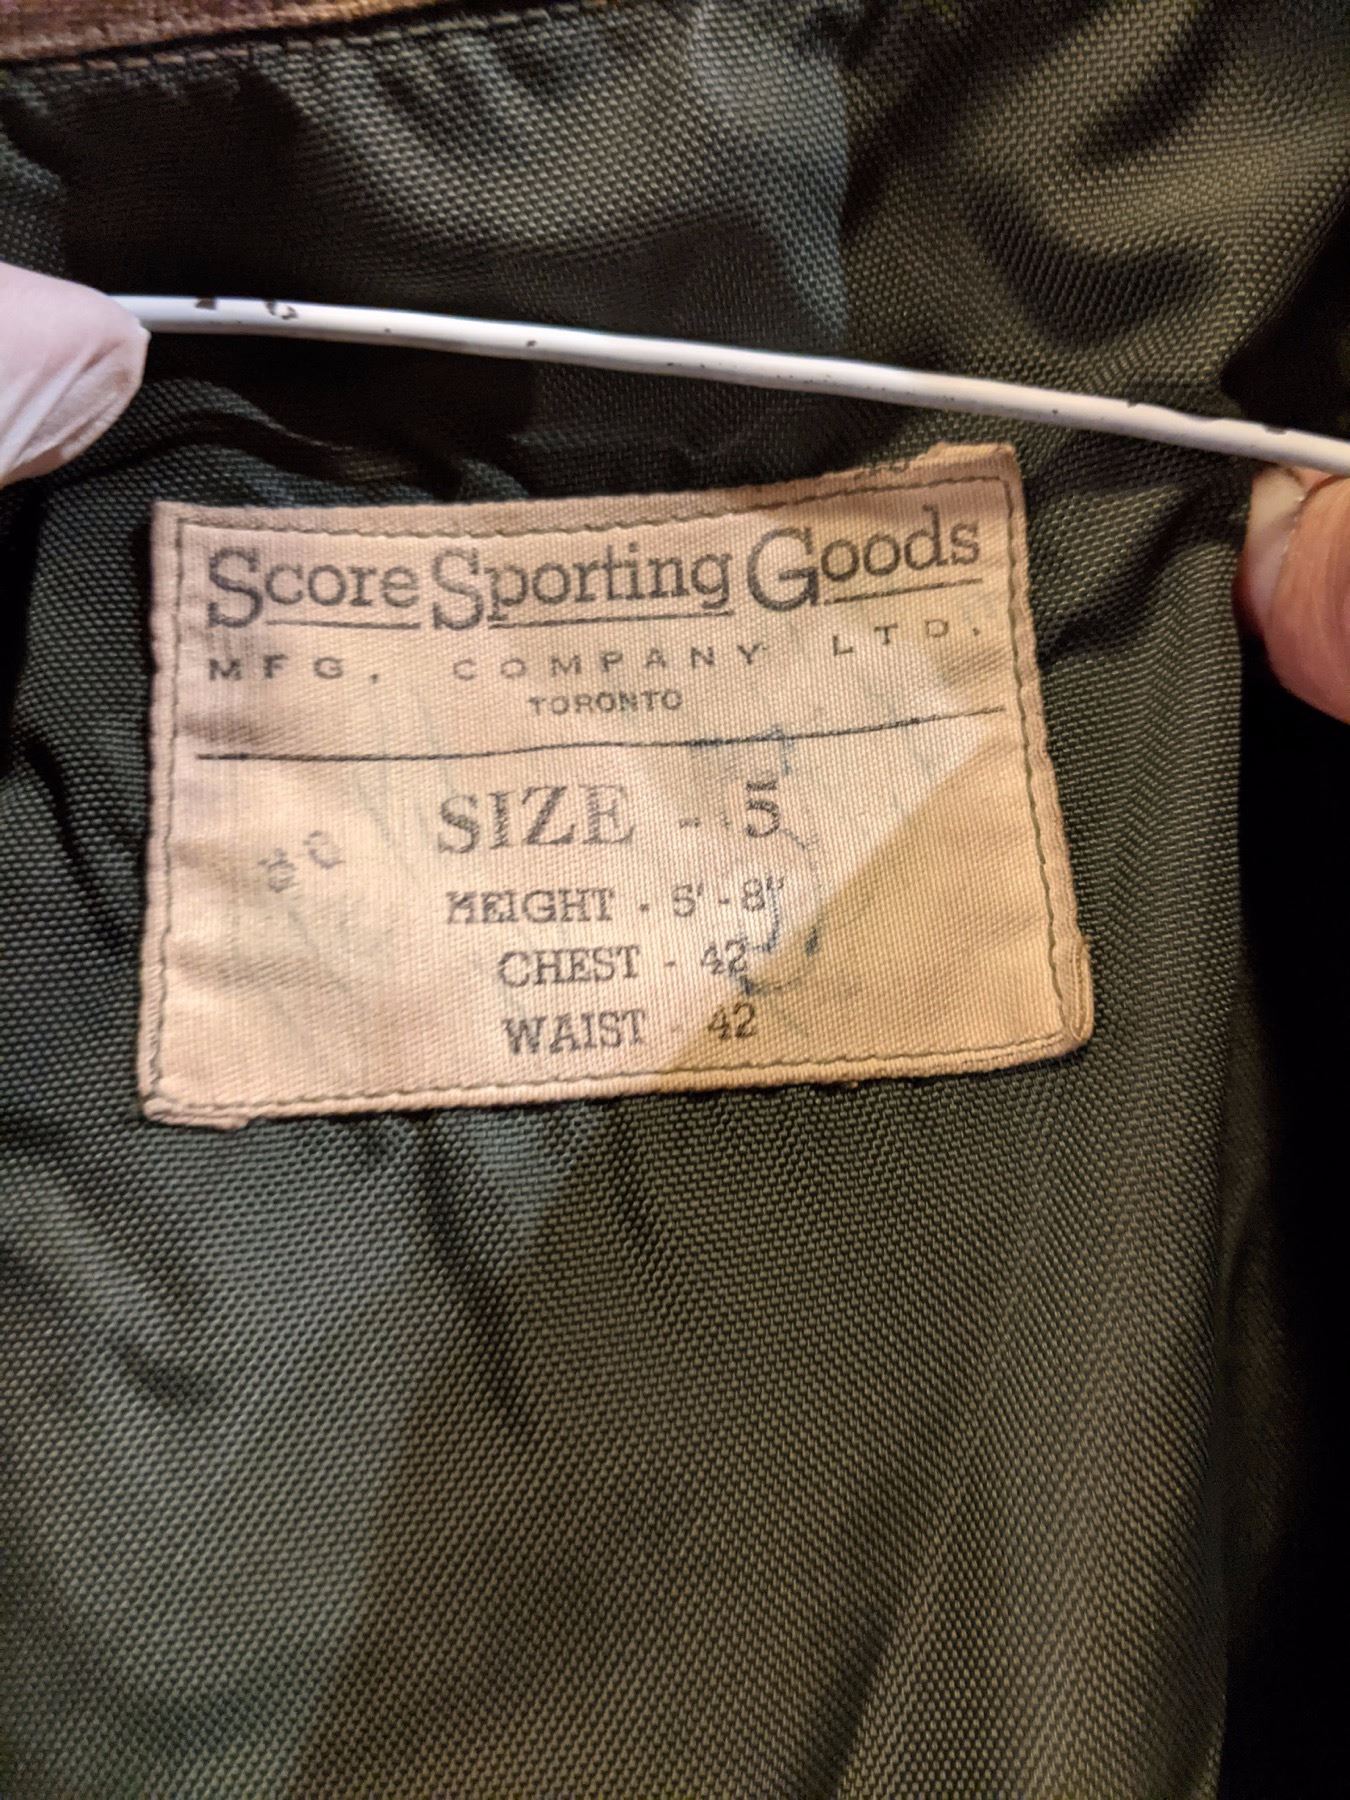 Score Sporting Goods
MFG. COMPANY LTD.
TORONTO
SIZE - 5
HEIGHT - 5'-8"
CHEST - 42
WAIST - 42